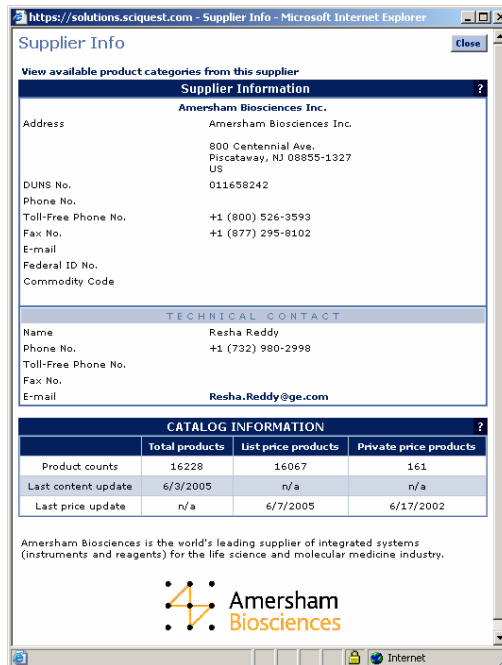 https://solutions.sciquest.com - Supplier Info - Microsoft Internet Explorer
Supplier Info
Close
View available product categories from this supplier
Supplier Information ?
Amersham Biosciences Inc.
Address Amersham Biosciences Inc.
800 Centennial Ave.
Piscataway, NJ 08855-1327
US
DUNS No. 011658242
Phone No.
Toll-Free Phone No. +1 (800) 526-3593
Fax No. +1 (877) 295-8102
E-mail
Federal ID No.
Commodity Code
TECHNICAL CONTACT
Name Resha Reddy
Phone No. +1 (732) 980-2998
Toll-Free Phone No.
Fax No.
E-mail Resha.Reddy@ge.com
CATALOG INFORMATION ?
Total products List price products Private price products
Product counts 16228 16067 161
Last content update 6/3/2005 n/a n/a
Last price update n/a 6/7/2005 6/17/2002
Amersham Biosciences is the world's leading supplier of integrated systems
(instruments and reagents) for the life science and molecular medicine industry.
Amersham
Biosciences
Internet